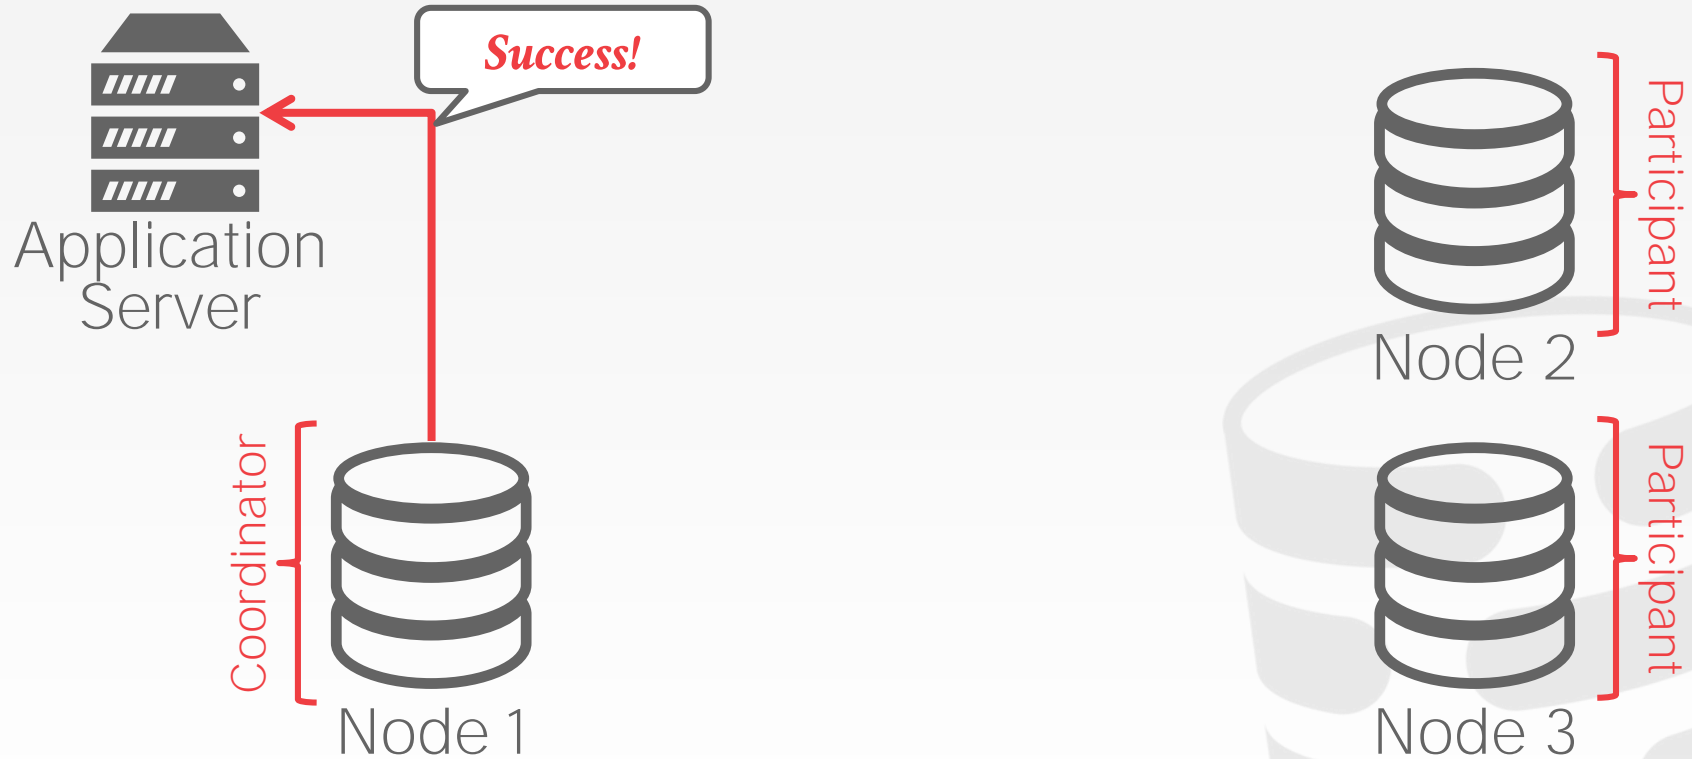 Success!
Application
Server
Participant
Node 2
Coordinator
Node 1
Participant
Node 3